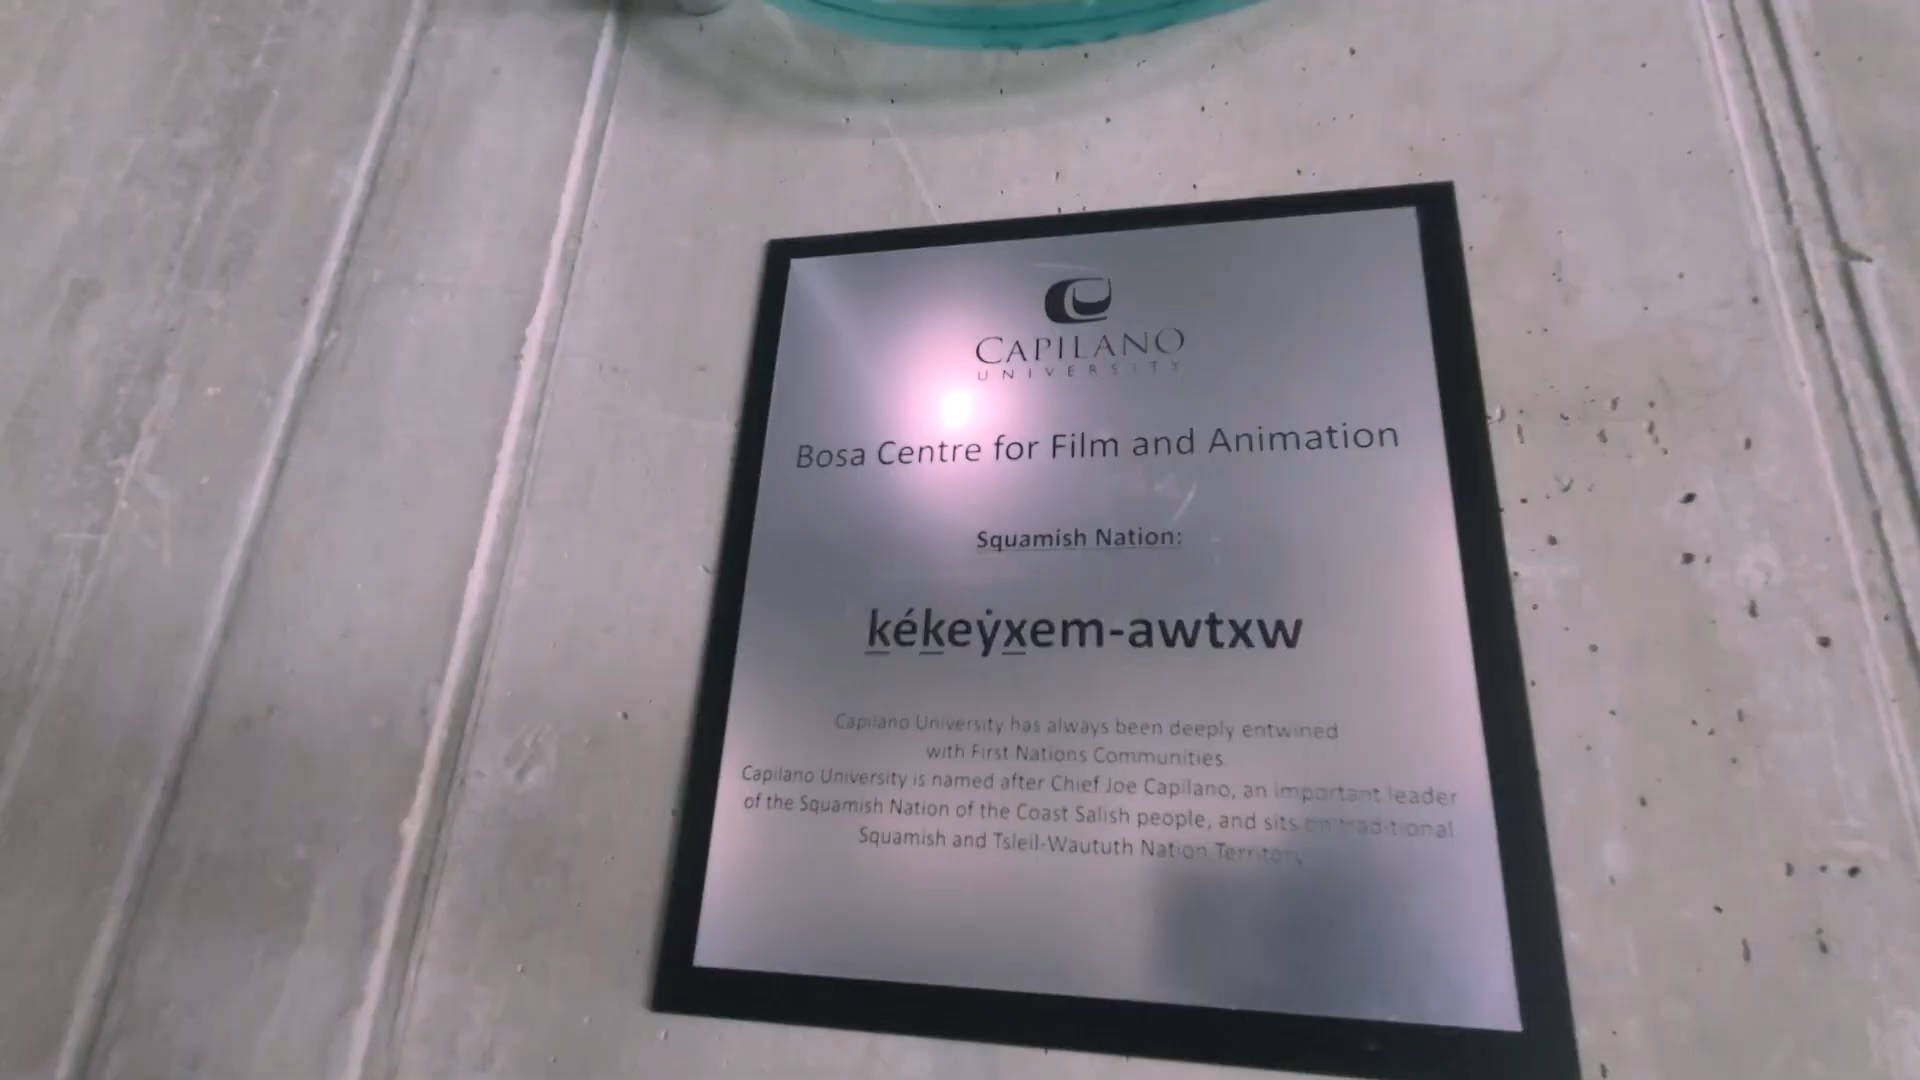 CAPILANO
UNIVERSITY
Bosa Centre for Film and Animation
Squamish Nation:
ḵéḵey̓x̱em-awtxw
Capilano University has always been deeply entwined
with First Nations Communities.
Capilano University is named after Chief Joe Capilano, an important leader
of the Squamish Nation of the Coast Salish people, and sits on traditional
Squamish and Tsleil-Waututh Nation Territory.